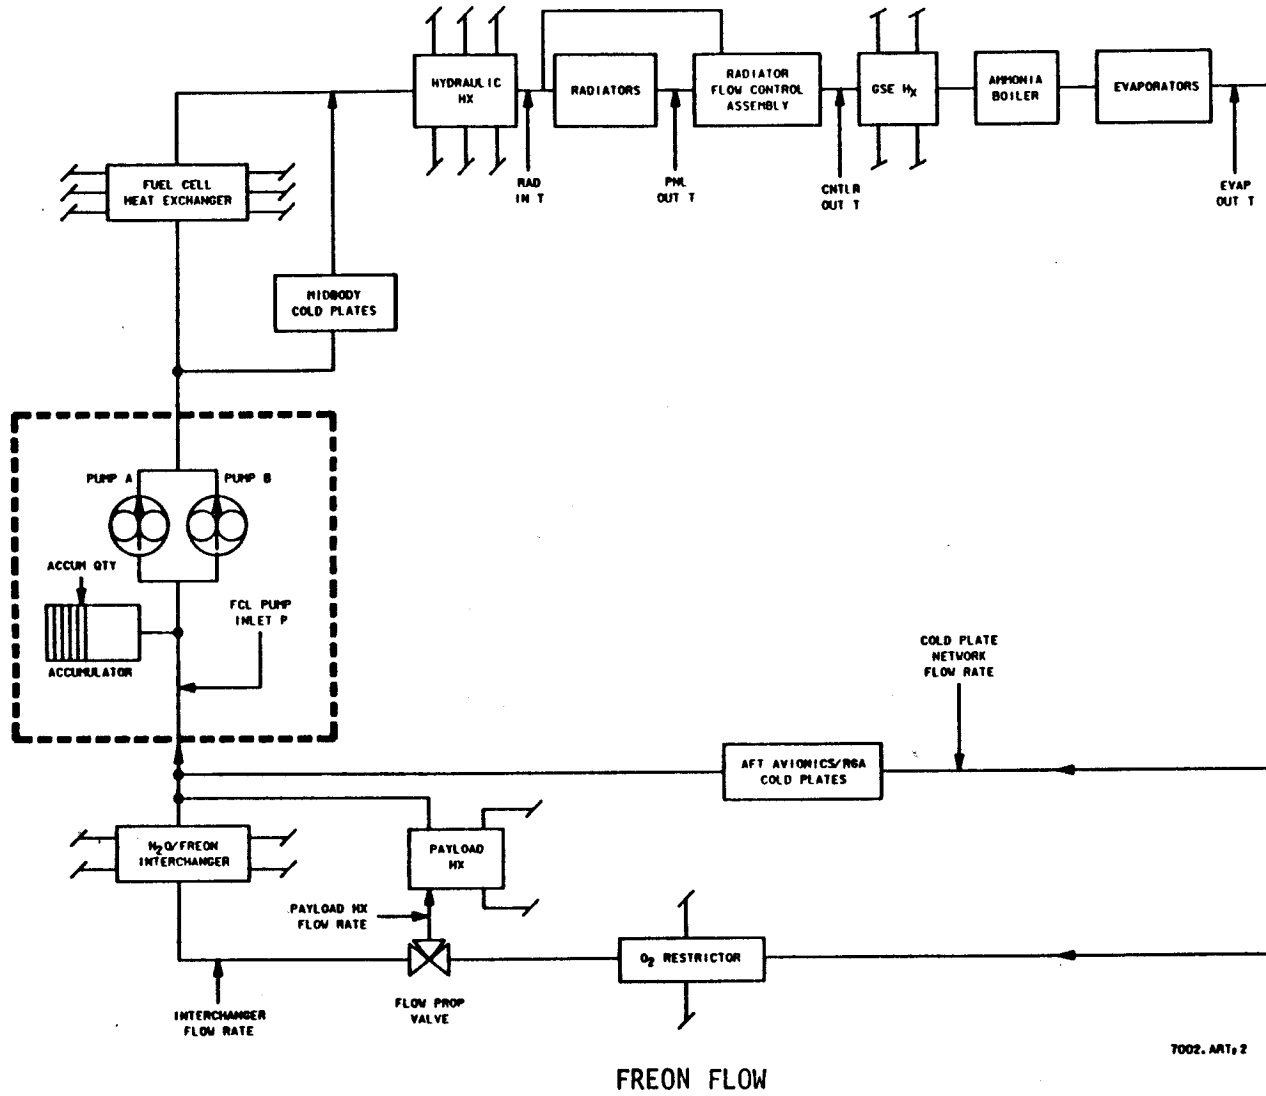 HYDRAULIC
HX
RADIATORS
RADIATOR
FLOW CONTROL
ASSEMBLY
GSE HX
AMMONIA
BOILER
EVAPORATORS
RAD
IN T
PNL
OUT T
CNTLR
OUT T
EVAP
OUT T
FUEL CELL
HEAT EXCHANGER
MIDBODY
COLD PLATES
PUMP A
PUMP B
ACCUM QTY
FCL PUMP
INLET P
ACCUMULATOR
COLD PLATE
NETWORK
FLOW RATE
AFT AVIONICS/RGA
COLD PLATES
N2O/FREON
INTERCHANGER
PAYLOAD
HX
PAYLOAD HX
FLOW RATE
O2 RESTRICTOR
FLOW PROP
VALVE
INTERCHANGER
FLOW RATE
7002.ART;2
FREON FLOW